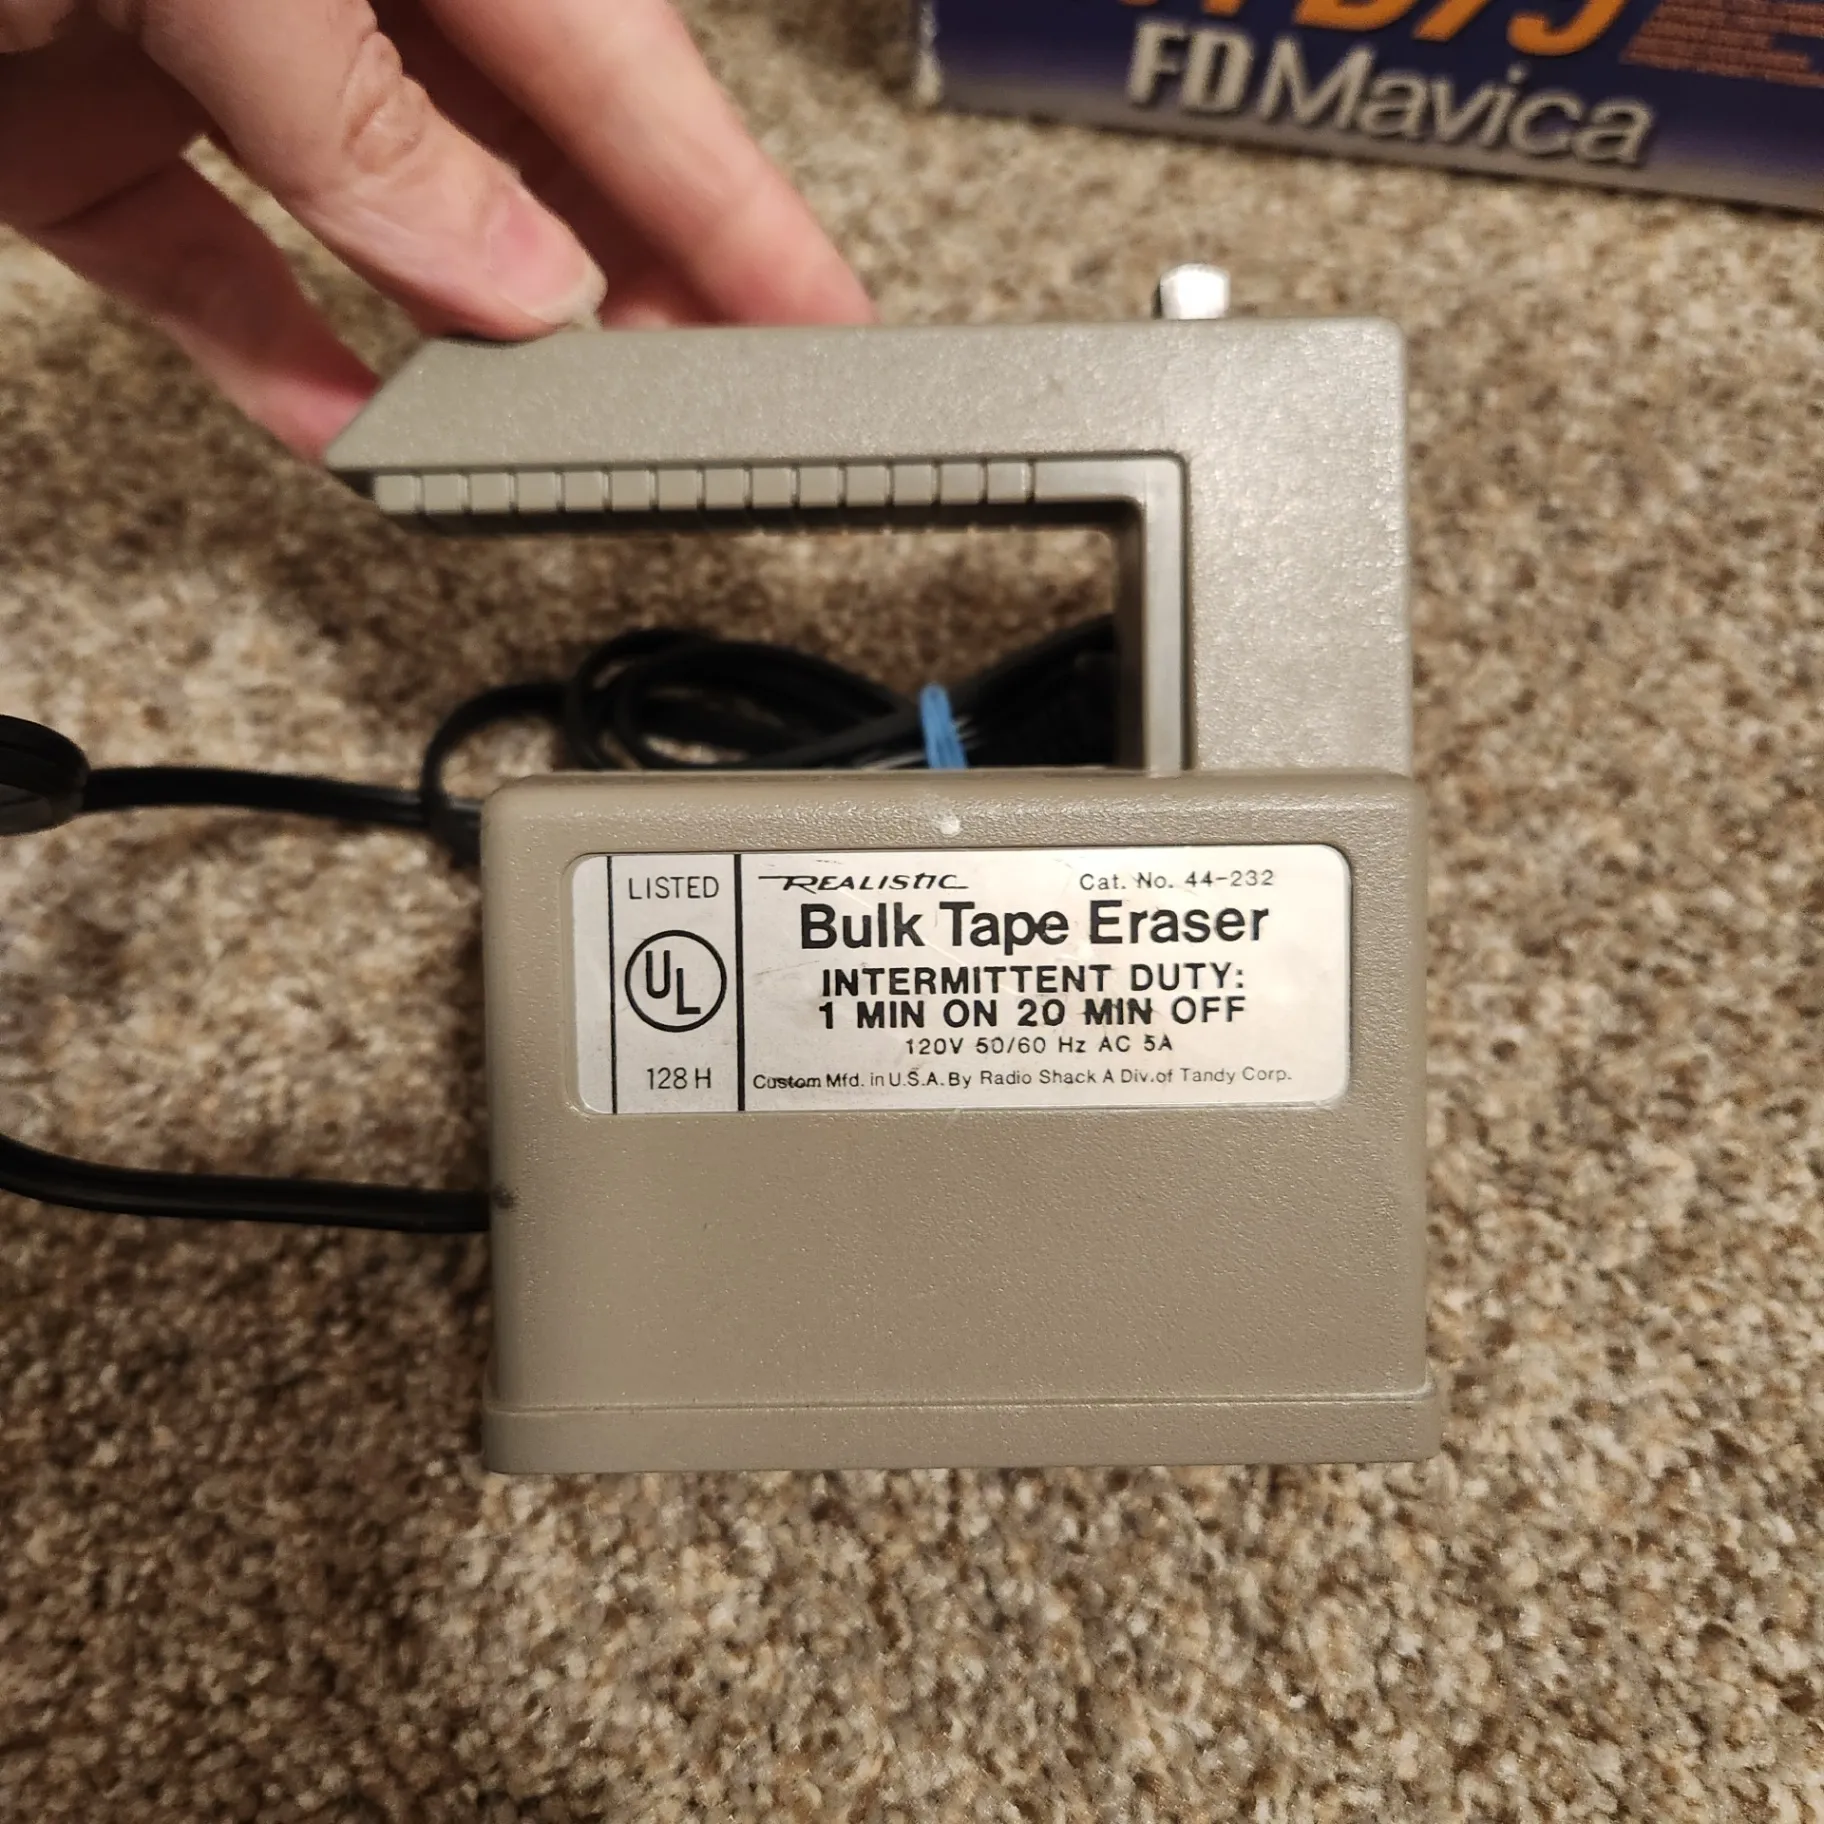 FD Mavica
LISTED
UL
128 H
REALISTIC Cat. No. 44-232
Bulk Tape Eraser
INTERMITTENT DUTY:
1 MIN ON 20 MIN OFF
120V 50/60 Hz AC 5A
Custom Mfd. in U.S.A. By Radio Shack A Div. of Tandy Corp.